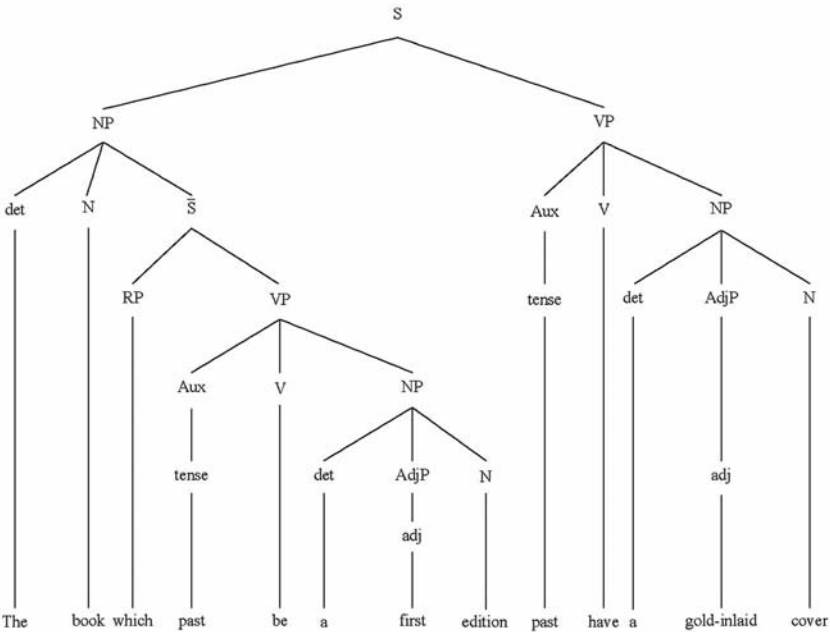 S
NP VP
det N S̄ Aux V NP
RP VP tense det AdjP N
Aux V NP
tense det AdjP N adj
adj
The book which past be a first edition past have a gold-inlaid cover